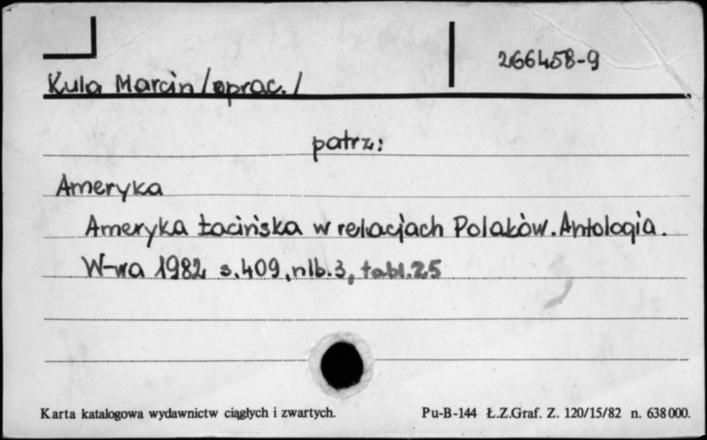 266458-9
Kula Marcin /oprac./
patrz:
Ameryka
Ameryka Łacińska w relacjach Polaków. Antologia.
W-wa 1982 s.409, nlb.3, tabl.25
Karta katalogowa wydawnictw ciągłych i zwartych. Pu-B-144 Ł.Z.Graf. Z. 120/15/82 n. 638000.